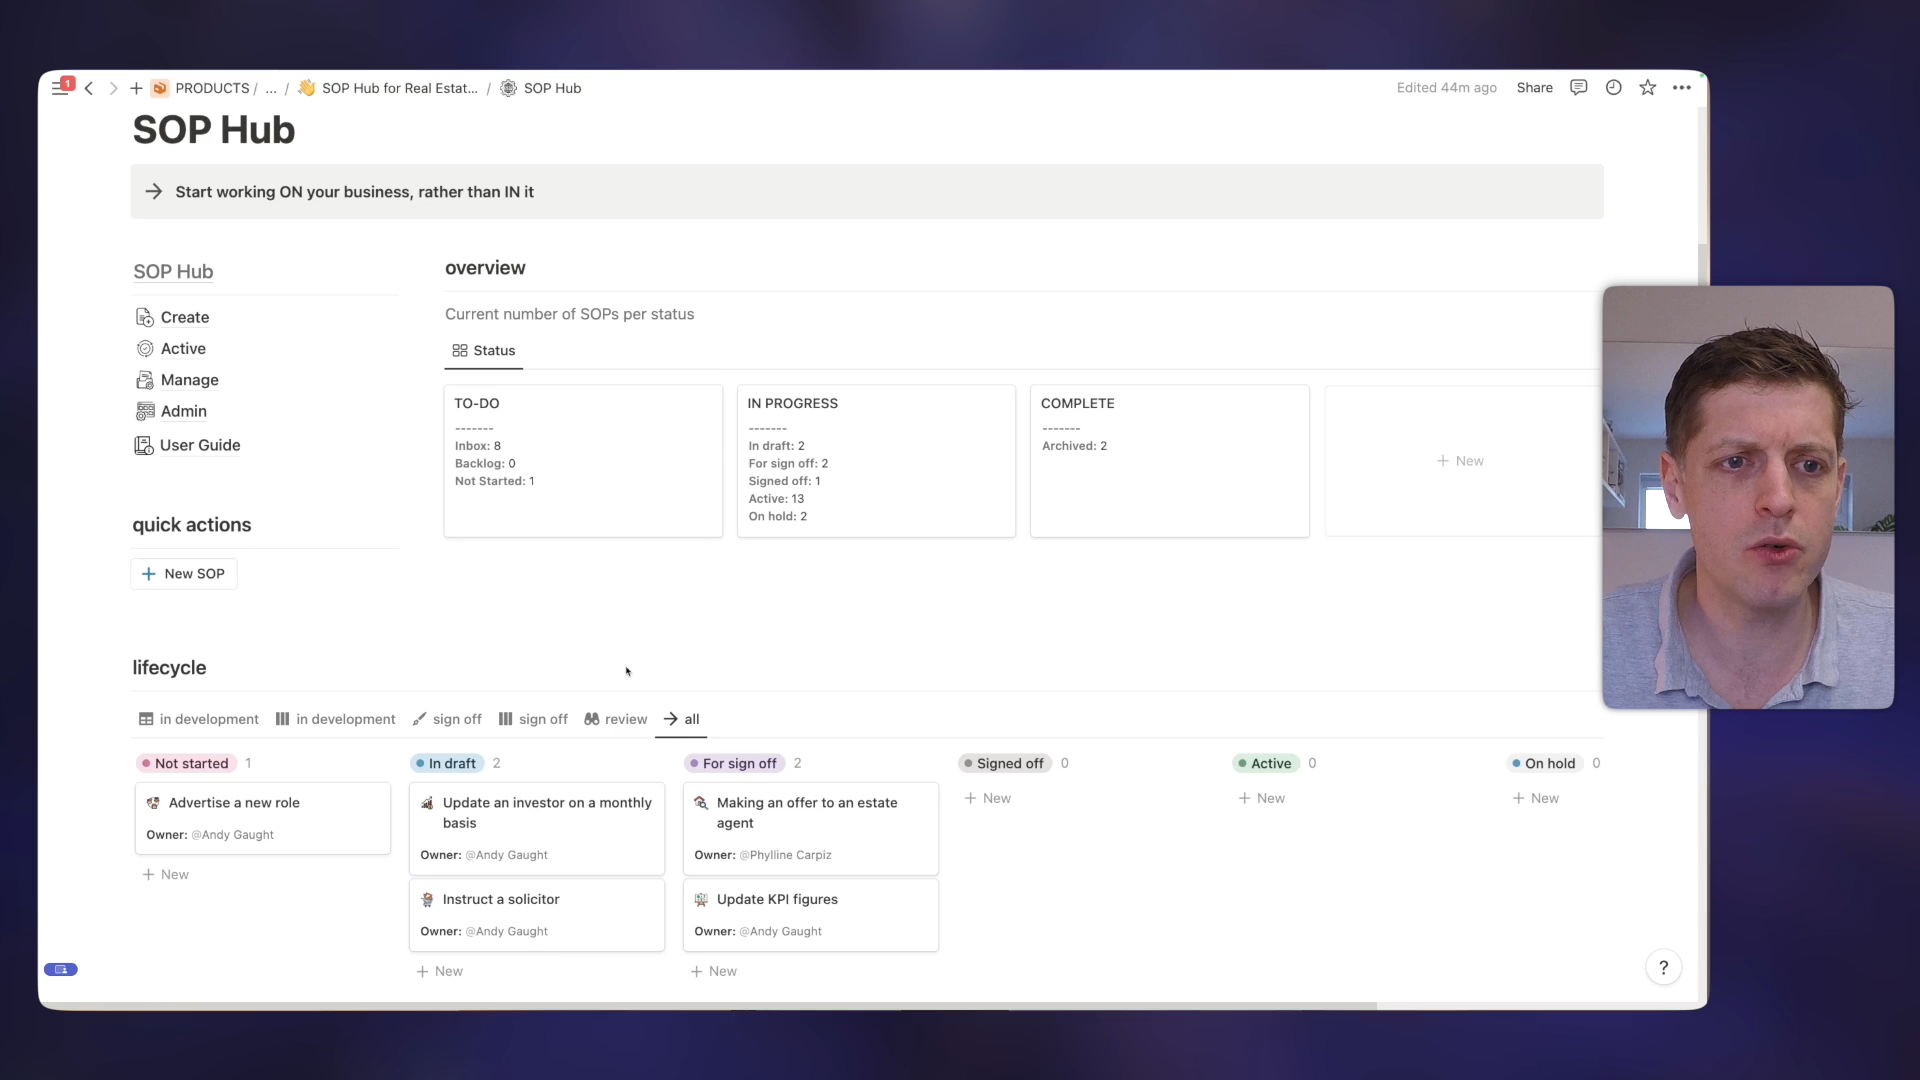 1
PRODUCTS / ... / SOP Hub for Real Estat... / SOP Hub
Edited 44m ago Share
SOP Hub
Start working ON your business, rather than IN it
SOP Hub
Create
Active
Manage
Admin
User Guide
quick actions
New SOP
overview
Current number of SOPs per status
Status
TO-DO
-------
Inbox: 8
Backlog: 0
Not Started: 1
IN PROGRESS
-------
In draft: 2
For sign off: 2
Signed off: 1
Active: 13
On hold: 2
COMPLETE
-------
Archived: 2
New
lifecycle
in development in development sign off sign off review all
Not started 1
Advertise a new role
Owner: @Andy Gaught
New
In draft 2
Update an investor on a monthly
basis
Owner: @Andy Gaught
Instruct a solicitor
Owner: @Andy Gaught
New
For sign off 2
Making an offer to an estate
agent
Owner: @Phylline Carpiz
Update KPI figures
Owner: @Andy Gaught
New
Signed off 0
New
Active 0
New
On hold 0
New
?